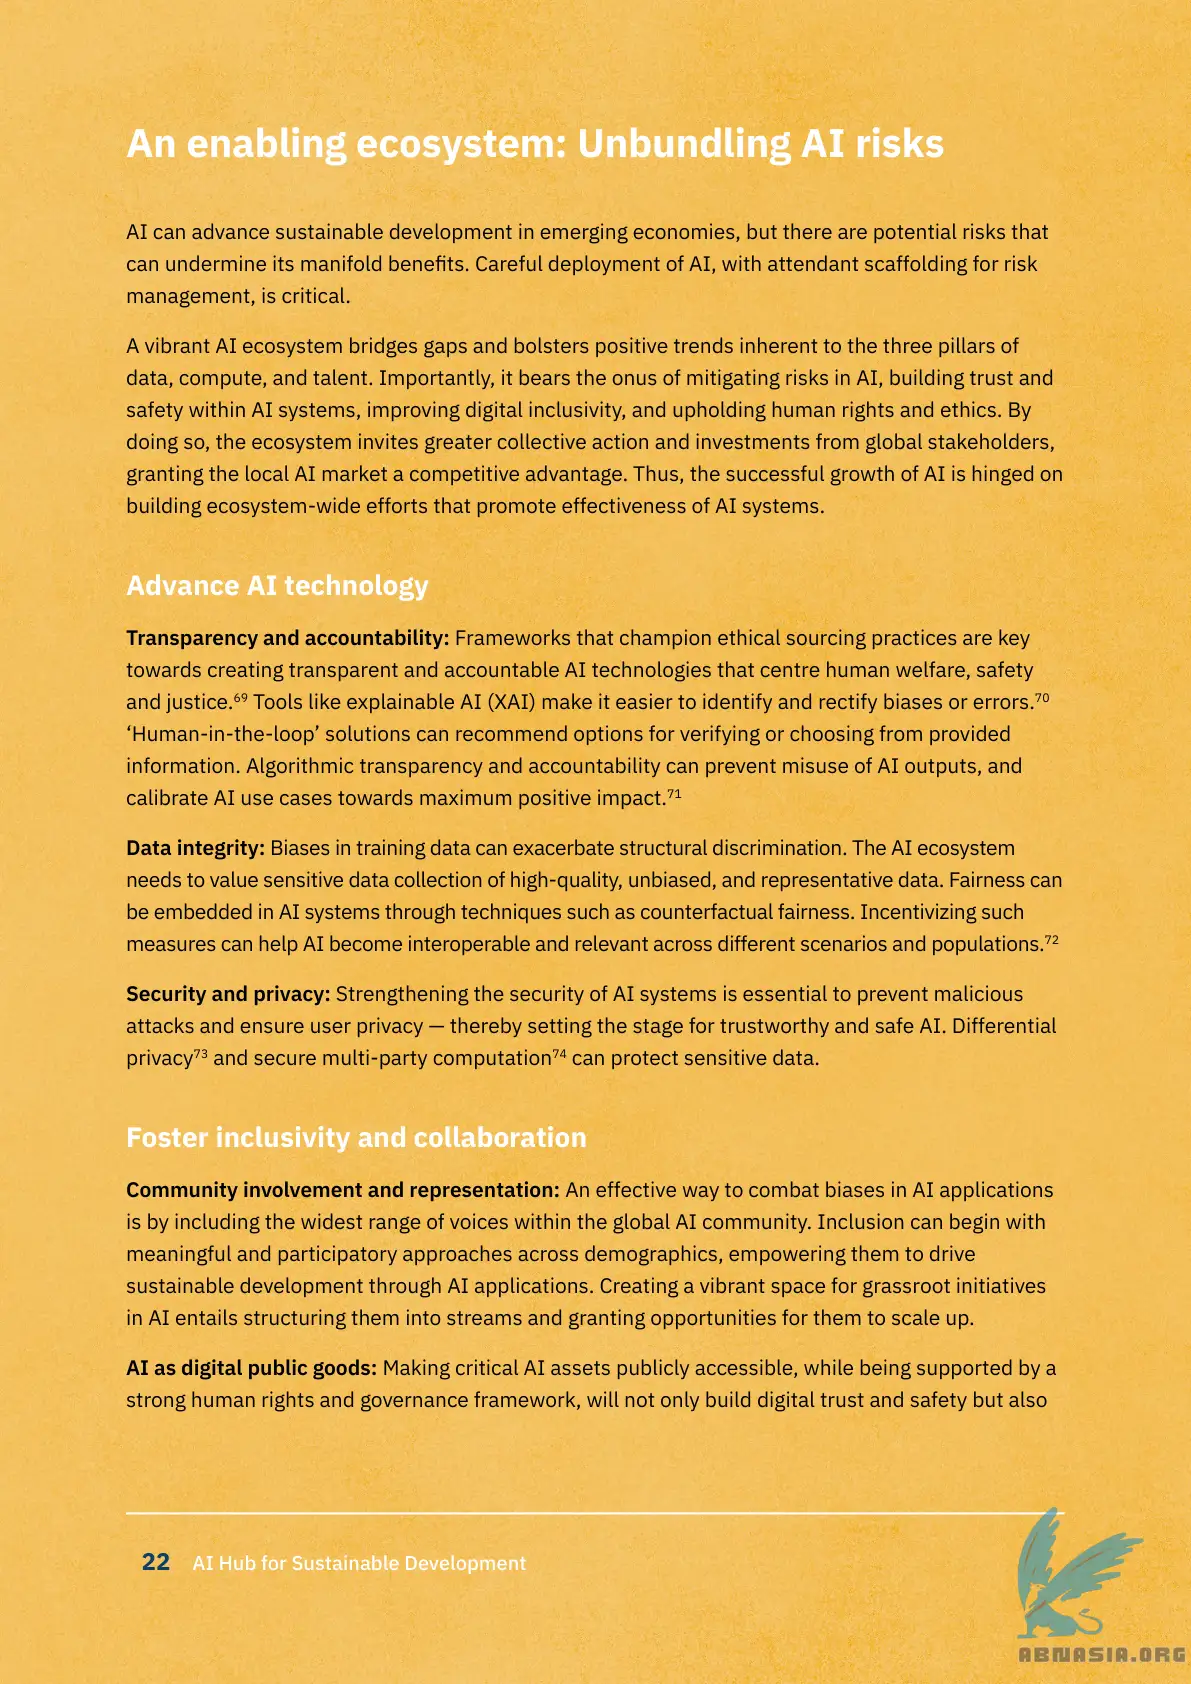 An enabling ecosystem: Unbundling AI risks
AI can advance sustainable development in emerging economies, but there are potential risks that
can undermine its manifold benefits. Careful deployment of AI, with attendant scaffolding for risk
management, is critical.
A vibrant AI ecosystem bridges gaps and bolsters positive trends inherent to the three pillars of
data, compute, and talent. Importantly, it bears the onus of mitigating risks in AI, building trust and
safety within AI systems, improving digital inclusivity, and upholding human rights and ethics. By
doing so, the ecosystem invites greater collective action and investments from global stakeholders,
granting the local AI market a competitive advantage. Thus, the successful growth of AI is hinged on
building ecosystem-wide efforts that promote effectiveness of AI systems.
Advance AI technology
Transparency and accountability: Frameworks that champion ethical sourcing practices are key
towards creating transparent and accountable AI technologies that centre human welfare, safety
and justice.⁶⁹ Tools like explainable AI (XAI) make it easier to identify and rectify biases or errors.⁷⁰
‘Human-in-the-loop’ solutions can recommend options for verifying or choosing from provided
information. Algorithmic transparency and accountability can prevent misuse of AI outputs, and
calibrate AI use cases towards maximum positive impact.⁷¹
Data integrity: Biases in training data can exacerbate structural discrimination. The AI ecosystem
needs to value sensitive data collection of high-quality, unbiased, and representative data. Fairness can
be embedded in AI systems through techniques such as counterfactual fairness. Incentivizing such
measures can help AI become interoperable and relevant across different scenarios and populations.⁷²
Security and privacy: Strengthening the security of AI systems is essential to prevent malicious
attacks and ensure user privacy — thereby setting the stage for trustworthy and safe AI. Differential
privacy⁷³ and secure multi-party computation⁷⁴ can protect sensitive data.
Foster inclusivity and collaboration
Community involvement and representation: An effective way to combat biases in AI applications
is by including the widest range of voices within the global AI community. Inclusion can begin with
meaningful and participatory approaches across demographics, empowering them to drive
sustainable development through AI applications. Creating a vibrant space for grassroot initiatives
in AI entails structuring them into streams and granting opportunities for them to scale up.
AI as digital public goods: Making critical AI assets publicly accessible, while being supported by a
strong human rights and governance framework, will not only build digital trust and safety but also
22 AI Hub for Sustainable Development
ABNASIA.ORG